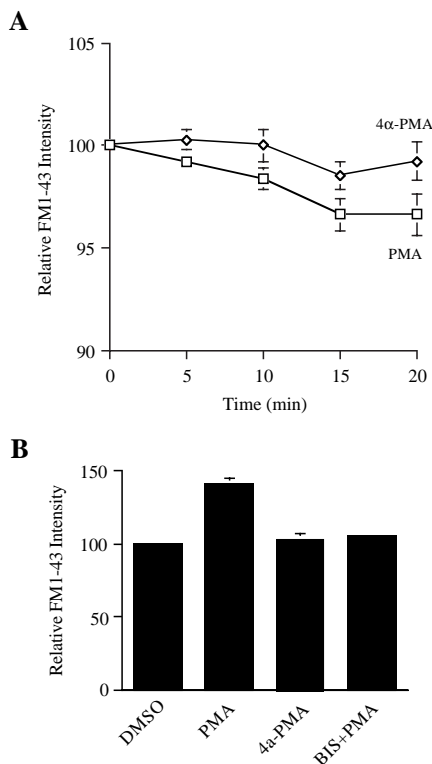 A
105
100
95
90
Relative FM1-43 Intensity
4α-PMA
PMA
0 5 10 15 20
Time (min)
B
150
100
50
0
Relative FM1-43 Intensity
DMSO
PMA
4a-PMA
BIS+PMA